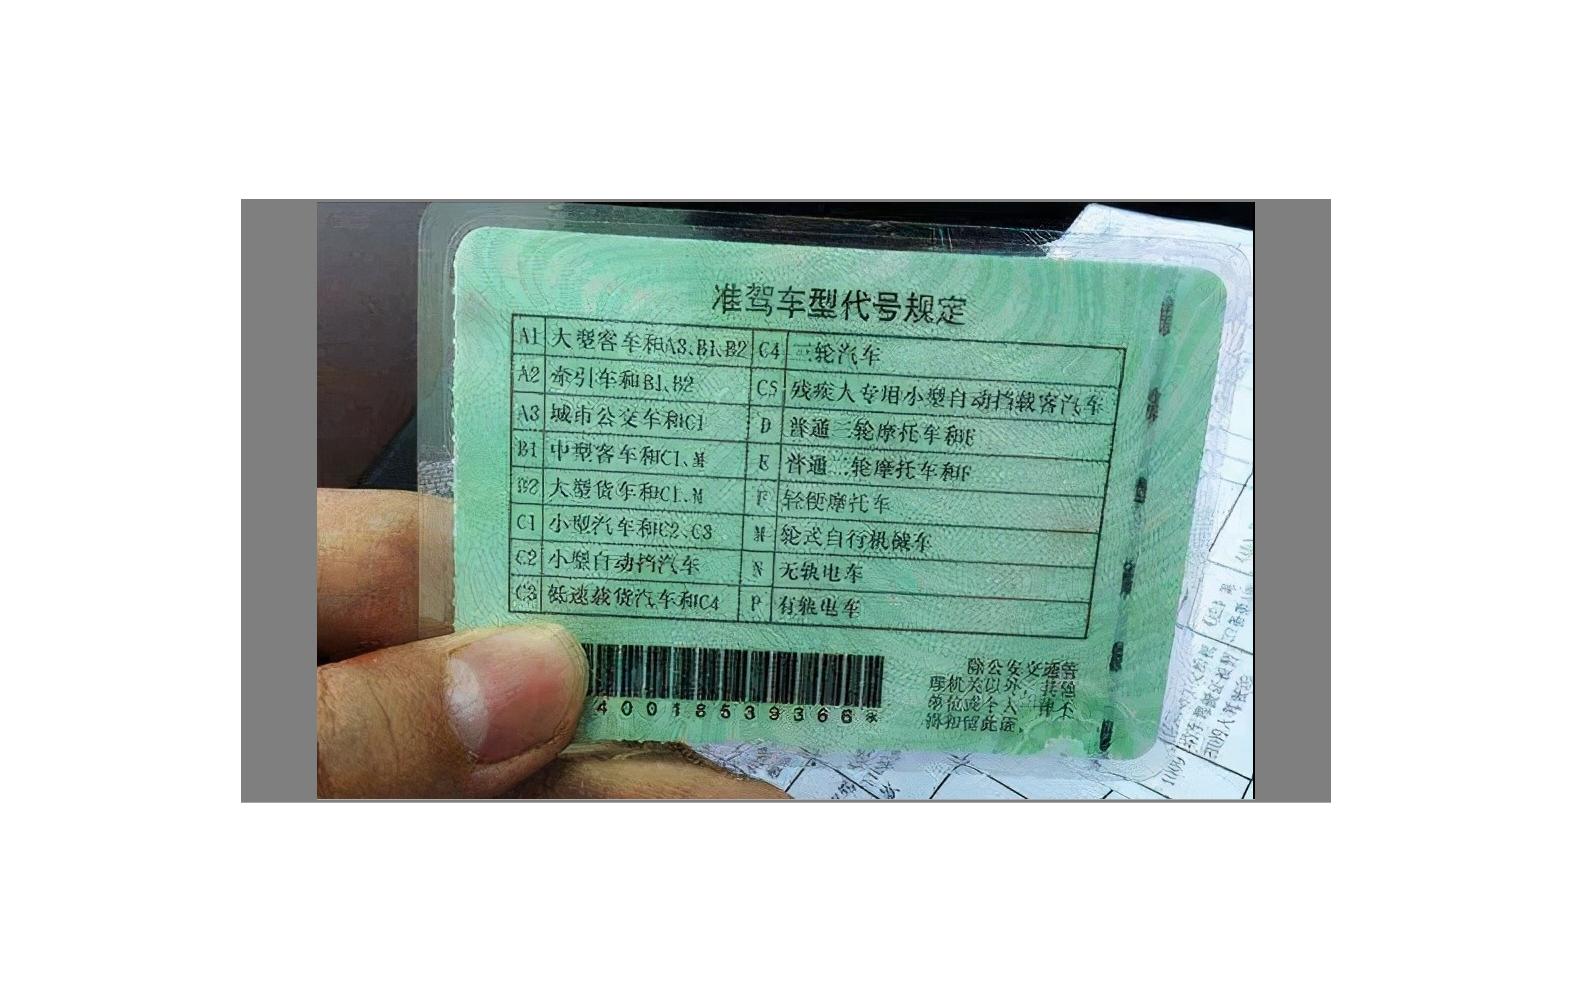 准驾车型代号规定
A1 大型客车和A3、B1、B2 C4 三轮汽车
A2 牵引车和B1、B2 C5 残疾人专用小型自动挡载客汽车
A3 城市公交车和C1 D 普通三轮摩托车和E
B1 中型客车和C1、M E 普通二轮摩托车和F
B2 大型货车和C1、M F 轻便摩托车
C1 小型汽车和C2、C3 M 轮式自行机械车
C2 小型自动挡汽车 N 无轨电车
C3 低速载货汽车和C4 P 有轨电车
4001853936 6*
除公安交通管
理机关以外，其他
单位或个人一律不
得扣留此证。